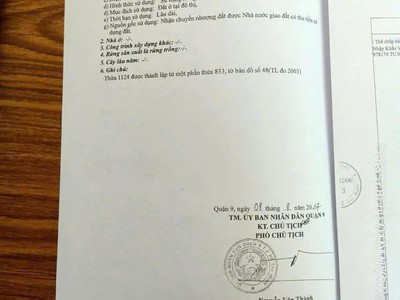 d) Hình thức sử dụng:
đ) Mục đích sử dụng: Đất ở tại đô thị,
e) Thời hạn sử dụng: Lâu dài,
g) Nguồn gốc sử dụng: Nhận chuyển nhượng đất được Nhà nước giao đất có thu tiền sử
dụng đất.
2. Nhà ở: -/-.
3. Công trình xây dựng khác: -/-.
4. Rừng sản xuất là rừng trồng: -/-.
5. Cây lâu năm: -/-.
6. Ghi chú:
Thửa 1124 được thành lập từ một phần thửa 833; tờ bản đồ số 48(TL đo 2003)
Quận 9, ngày 08 tháng 8 năm
TM. ỦY BAN NHÂN DÂN QUẬN 9
KT. CHỦ TỊCH
PHÓ CHỦ TỊCH
Nguyễn Văn Thành
Thế chấp